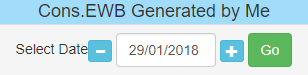 Cons.EWB Generated by Me
Select Date − 29/01/2018 + Go